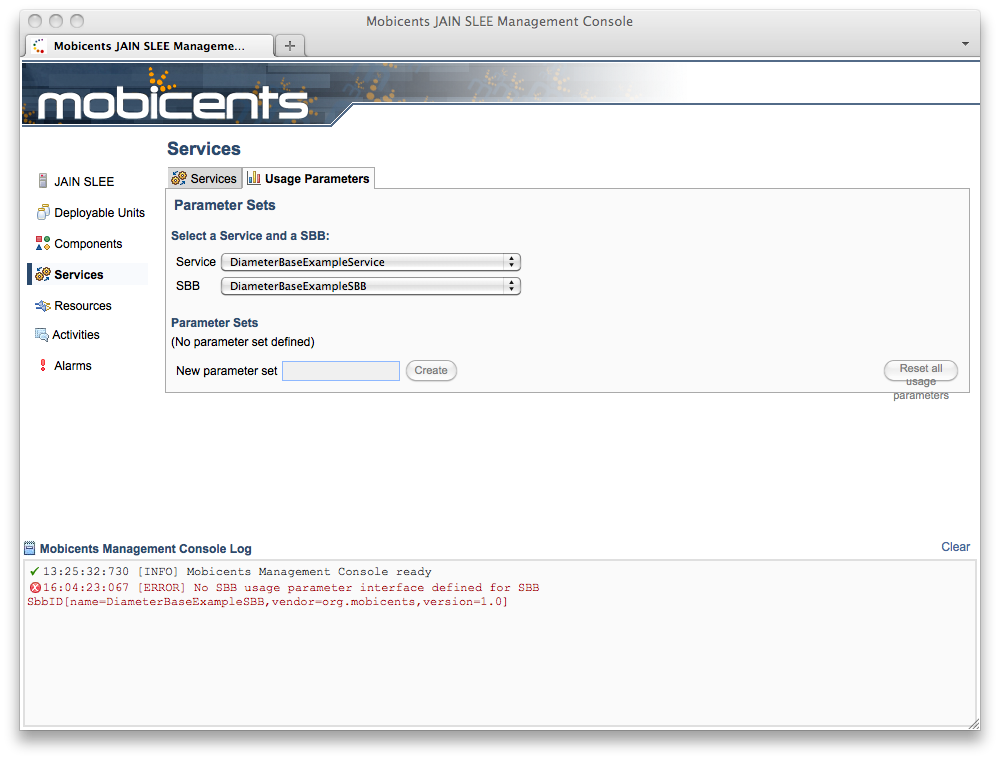 Mobicents JAIN SLEE Management Console
Mobicents JAIN SLEE Manageme...
mobicents
Services
JAIN SLEE
Deployable Units
Components
Services
Resources
Activities
Alarms
Services
Usage Parameters
Parameter Sets
Select a Service and a SBB:
Service DiameterBaseExampleService
SBB DiameterBaseExampleSBB
Parameter Sets
(No parameter set defined)
New parameter set Create
Reset all
usage
parameters
Mobicents Management Console Log
Clear
13:25:32:730 [INFO] Mobicents Management Console ready
16:04:23:067 [ERROR] No SBB usage parameter interface defined for SBB
SbbID[name=DiameterBaseExampleSBB,vendor=org.mobicents,version=1.0]